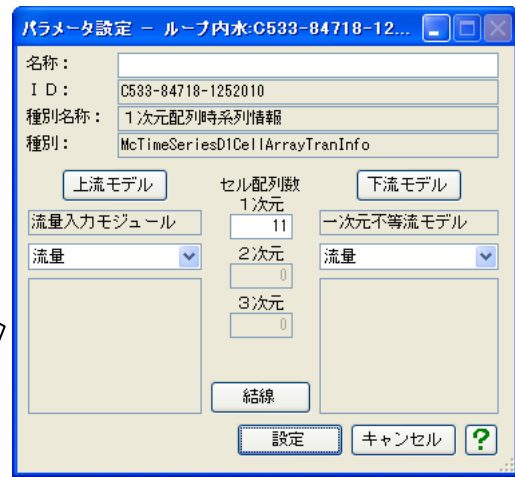 パラメータ設定 － ループ内水:C533-84718-12...
名称：
ＩＤ： C533-84718-1252010
種別名称： １次元配列時系列情報
種別： McTimeSeriesD1CellArrayTranInfo
上流モデル セル配列数 下流モデル
１次元
流量入力モジュール 11 一次元不等流モデル
流量 ２次元 流量
0
３次元
0
結線
設定 キャンセル ?